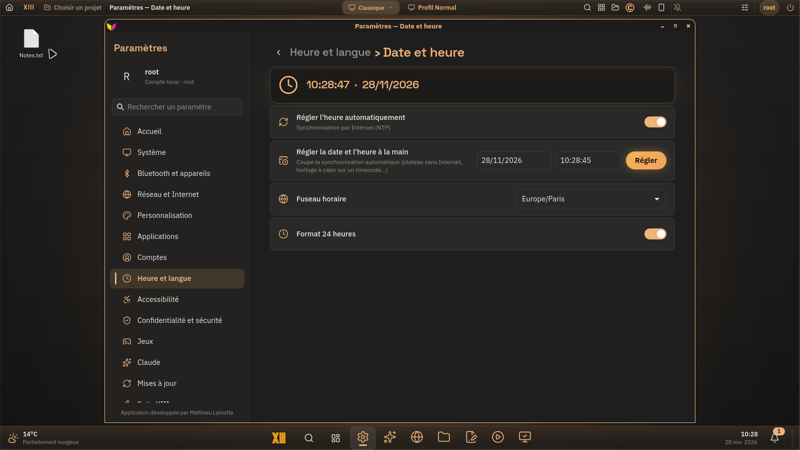 XIII
Choisir un projet
Paramètres — Date et heure
Classique
Profil Normal
root
Notes.txt
Paramètres — Date et heure
Paramètres
R
root
Compte local · root
Rechercher un paramètre
Accueil
Système
Bluetooth et appareils
Réseau et Internet
Personnalisation
Applications
Comptes
Heure et langue
Accessibilité
Confidentialité et sécurité
Jeux
Claude
Mises à jour
Application développée par Matthieu Lamotte
Heure et langue > Date et heure
10:28:47 · 28/11/2026
Régler l'heure automatiquement
Synchronisation par Internet (NTP)
Régler la date et l'heure à la main
Coupe la synchronisation automatique (plateau sans Internet,
horloge à caler sur un timecode...)
28/11/2026
10:28:45
Régler
Fuseau horaire
Europe/Paris
Format 24 heures
14°C
Partiellement nuageux
XIII
10:28
28 nov. 2026
1